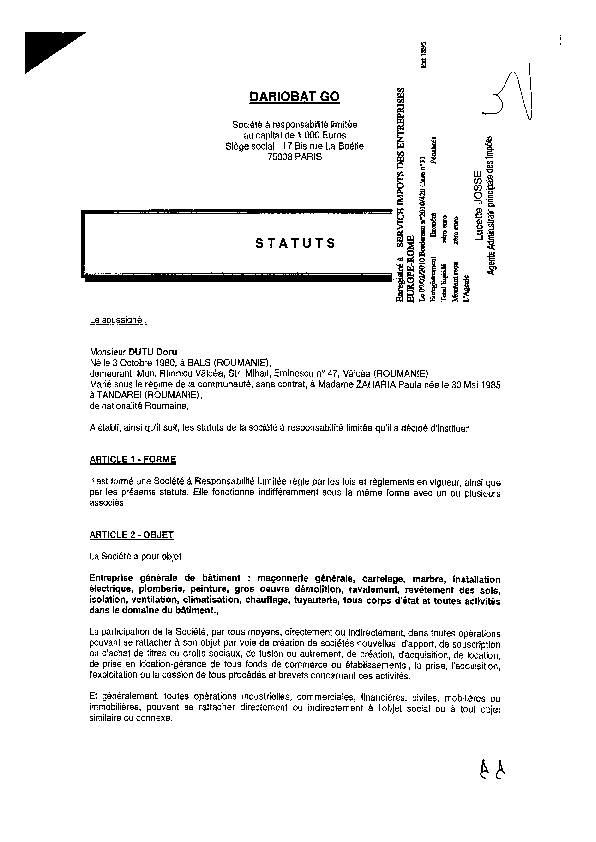 DARIOBAT GO
Société à responsabilité limitée
au capital de 1 000 Euros
Siège social : 17 Bis rue La Boétie
75008 PARIS
STATUTS
Enregistré à : SERVICE IMPOTS DES ENTREPRISES
EUROPE-ROME
Enregistrement : Exonéré Pénalités :
Total liquidé : zéro euro
Montant reçu : zéro euro
L'Agente
Lucette JOSSE
Agente Administratif principale des Impôts
Le soussigné :
Monsieur DUTU Doru
Né le 3 Octobre 1980, à BALS (ROUMANIE),
demeurant Mun. Rîmnicu Vâlcea, Str. Mihail, Eminescu n° 47, Valcea (ROUMANIE)
Marié sous le régime de la communauté, sans contrat, à Madame ZAHARIA Paula née le 30 Mai 1985
à TANDAREI (ROUMANIE),
de nationalité Roumaine,
A établi, ainsi qu'il suit, les statuts de la société à responsabilité limitée qu'il a décidé d'instituer
ARTICLE 1 - FORME
Il est formé une Société à Responsabilité Limitée régie par les lois et règlements en vigueur, ainsi que
par les présents statuts. Elle fonctionne indifféremment sous la même forme avec un ou plusieurs
associés
ARTICLE 2 - OBJET
La Société a pour objet
Entreprise générale de bâtiment : maçonnerie générale, carrelage, marbre, installation
électrique, plomberie, peinture, gros oeuvre démolition, ravalement, revêtement des sols,
isolation, ventilation, climatisation, chauffage, tuyauterie, tous corps d'état et toutes activités
dans le domaine du bâtiment.,
La participation de la Société, par tous moyens, directement ou indirectement, dans toutes opérations
pouvant se rattacher à son objet par voie de création de sociétés nouvelles, d'apport, de souscription
ou d'achat de titres ou droits sociaux, de fusion ou autrement, de création, d'acquisition, de location,
de prise en location-gérance de tous fonds de commerce ou établissements ; la prise, l'acquisition,
l'exploitation ou la cession de tous procédés et brevets concernant ces activités.
Et généralement, toutes opérations industrielles, commerciales, financières, civiles, mobilières ou
immobilières, pouvant se rattacher directement ou indirectement à l'objet social ou à tout objet
similaire ou connexe.